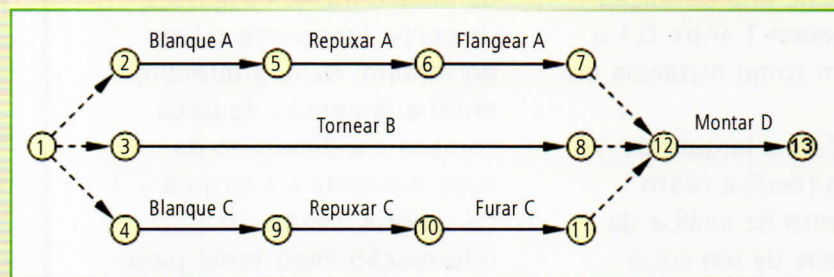 Blanque A Repuxar A Flangear A
2 5 6 7
Tornear B Montar D
1 3 8 12 13
Blanque C Repuxar C Furar C
4 9 10 11